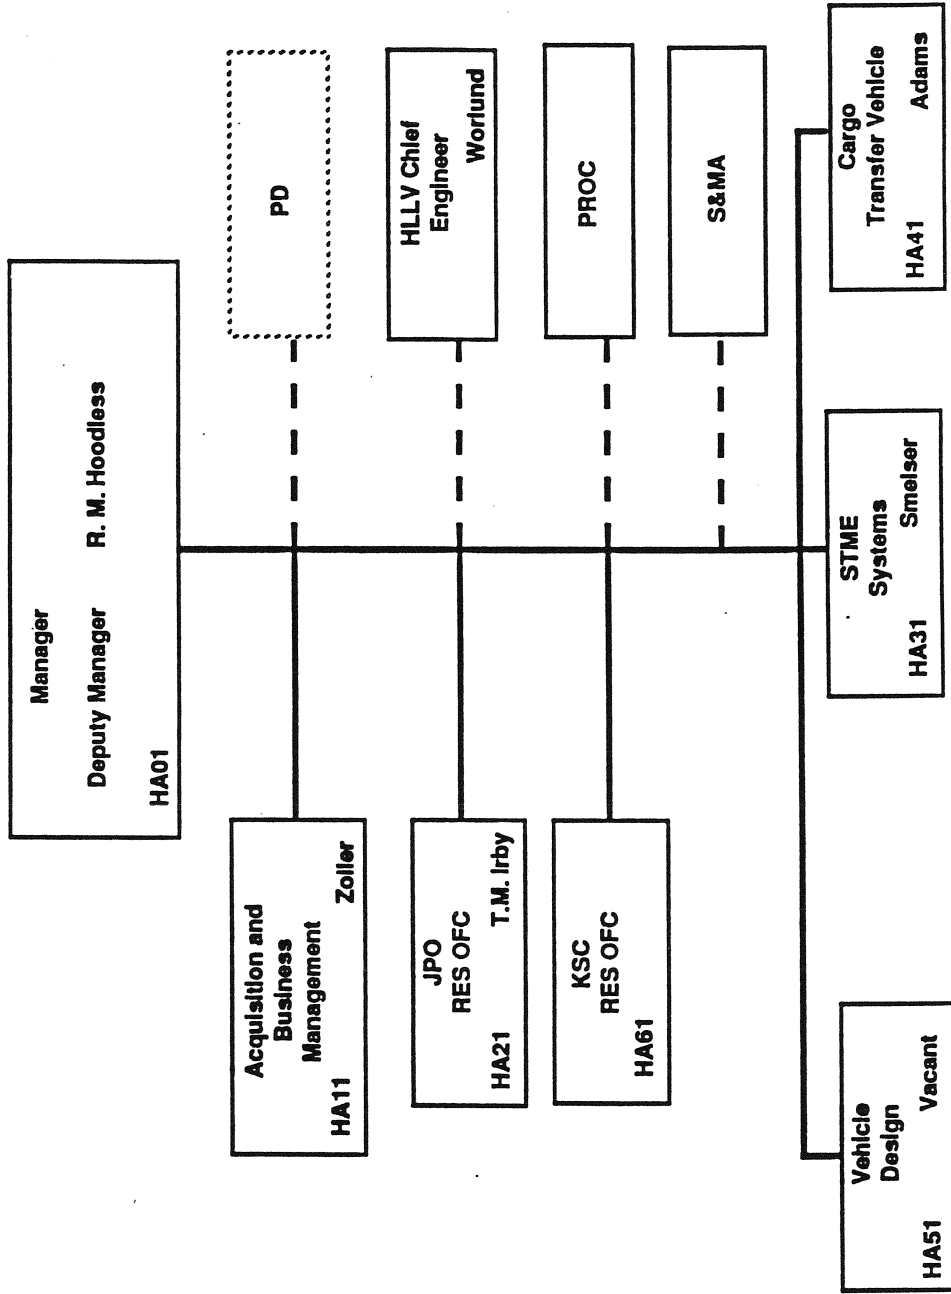 Manager
Deputy Manager R. M. Hoodless
HA01
Acquisition and
Business
Management
HA11 Zoller
PD
JPO
RES OFC
HA21 T.M. Irby
HLLV Chief
Engineer
Worlund
KSC
RES OFC
HA61
PROC
S&MA
Vehicle
Design
HA51 Vacant
STME
Systems
HA31 Smelser
Cargo
Transfer Vehicle
HA41 Adams